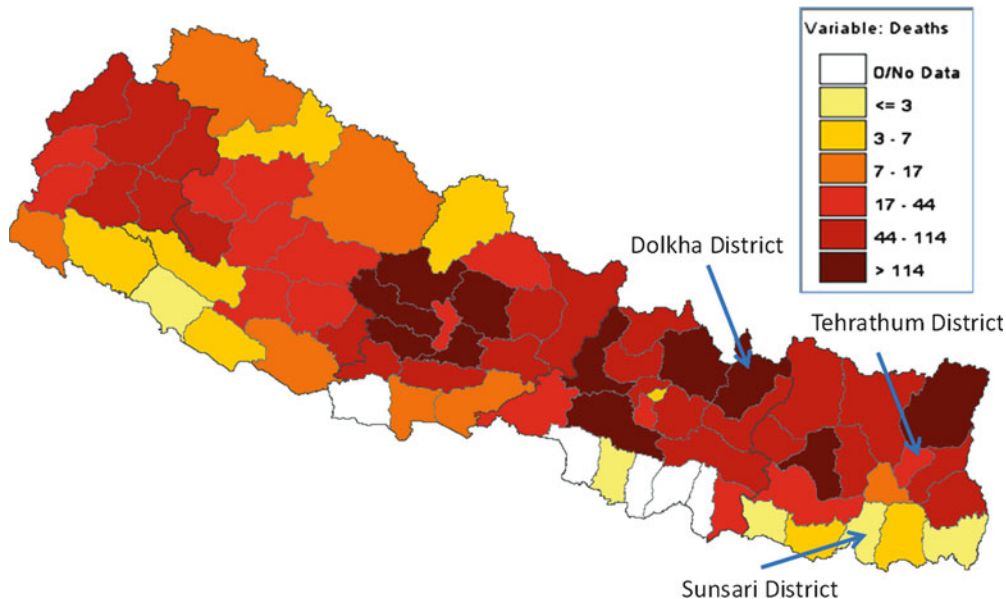 Variable: Deaths
0/No Data
<= 3
3 - 7
7 - 17
17 - 44
44 - 114
> 114
Dolkha District
Tehrathum District
Sunsari District